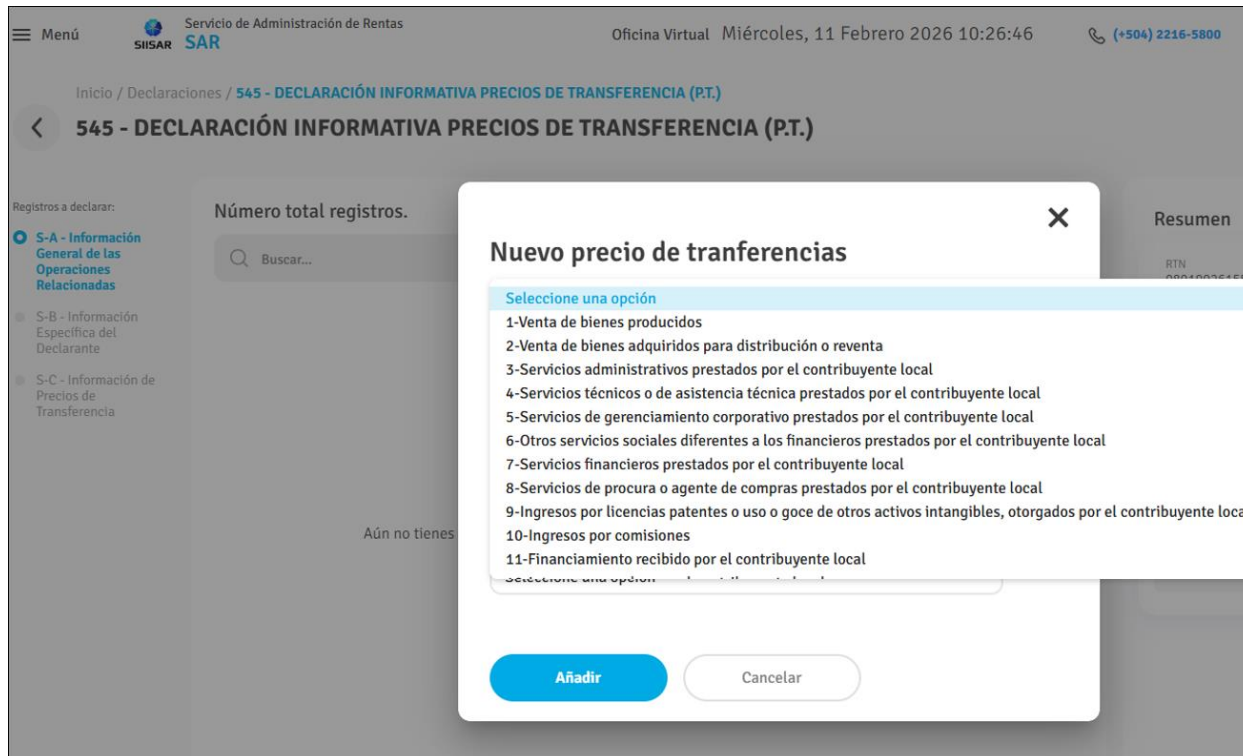 Menú
SIISAR
Servicio de Administración de Rentas
SAR
Oficina Virtual Miércoles, 11 Febrero 2026 10:26:46
(+504) 2216-5800
Inicio / Declaraciones / 545 - DECLARACIÓN INFORMATIVA PRECIOS DE TRANSFERENCIA (P.T.)
545 - DECLARACIÓN INFORMATIVA PRECIOS DE TRANSFERENCIA (P.T.)
Registros a declarar:
S-A - Información
General de las
Operaciones
Relacionadas
S-B - Información
Específica del
Declarante
S-C - Información de
Precios de
Transferencia
Número total registros.
Buscar...
Aún no tienes
Nuevo precio de tranferencias
Seleccione una opción
1-Venta de bienes producidos
2-Venta de bienes adquiridos para distribución o reventa
3-Servicios administrativos prestados por el contribuyente local
4-Servicios técnicos o de asistencia técnica prestados por el contribuyente local
5-Servicios de gerenciamiento corporativo prestados por el contribuyente local
6-Otros servicios sociales diferentes a los financieros prestados por el contribuyente local
7-Servicios financieros prestados por el contribuyente local
8-Servicios de procura o agente de compras prestados por el contribuyente local
9-Ingresos por licencias patentes o uso o goce de otros activos intangibles, otorgados por el contribuyente loca
10-Ingresos por comisiones
11-Financiamiento recibido por el contribuyente local
Seleccione una opción
Añadir
Cancelar
Resumen
RTN